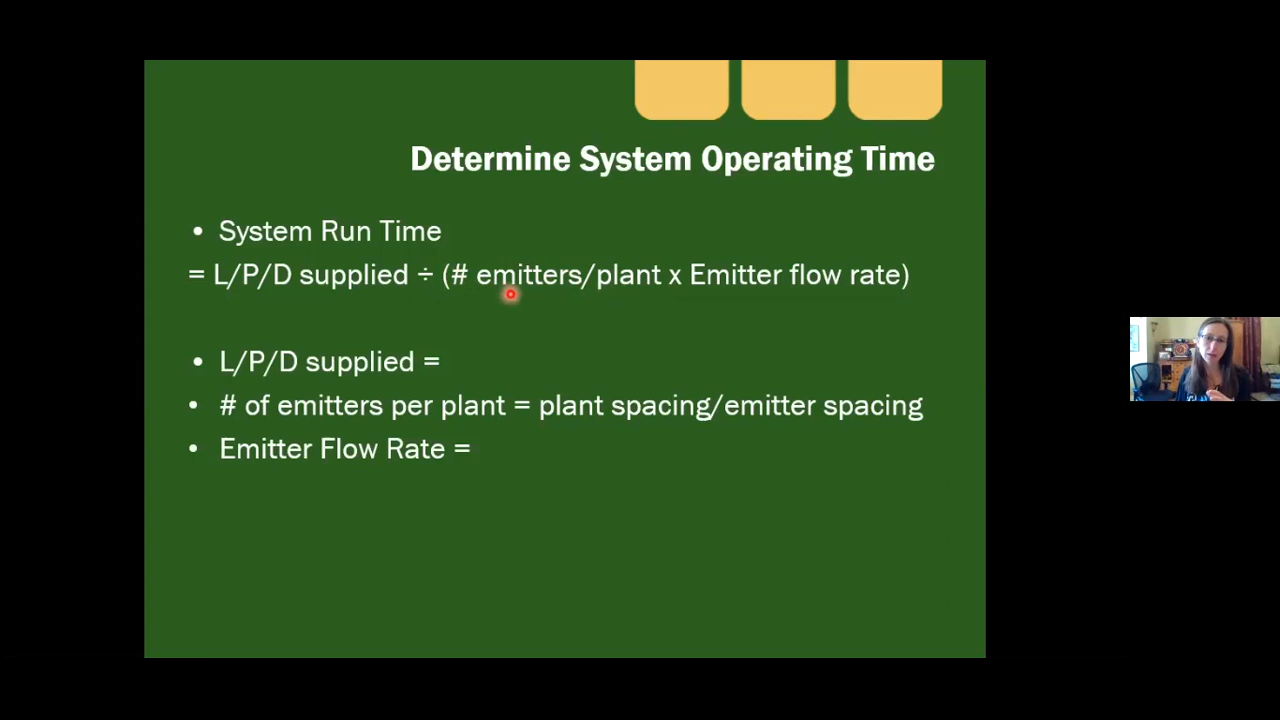 Determine System Operating Time
• System Run Time
= L/P/D supplied ÷ (# emitters/plant x Emitter flow rate)
• L/P/D supplied =
• # of emitters per plant = plant spacing/emitter spacing
• Emitter Flow Rate =